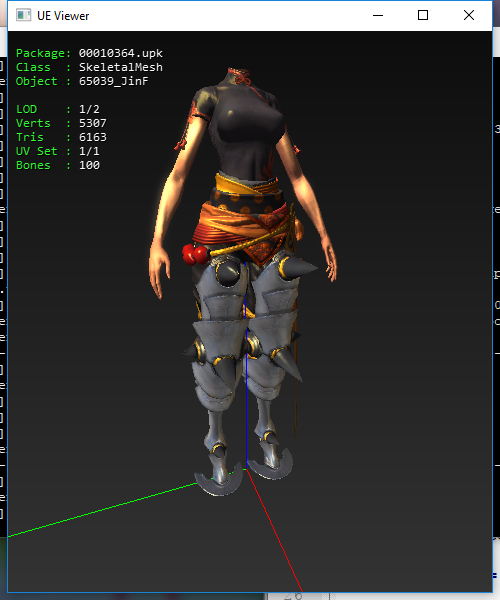 UE Viewer
Package: 00010364.upk
Class : SkeletalMesh
Object : 65039_JinF
LOD : 1/2
Verts : 5307
Tris : 6163
UV Set : 1/1
Bones : 100